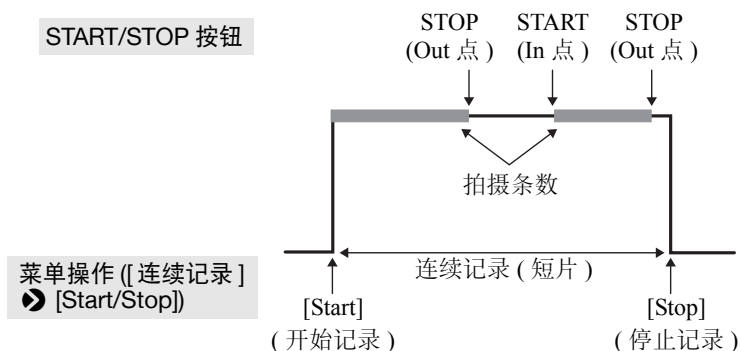 START/STOP 按钮
STOP START STOP
(Out 点 ) (In 点 ) (Out 点 )
拍摄条数
菜单操作 ([ 连续记录 ]
[Start/Stop])
连续记录 ( 短片 )
[Start] [Stop]
( 开始记录 ) ( 停止记录 )